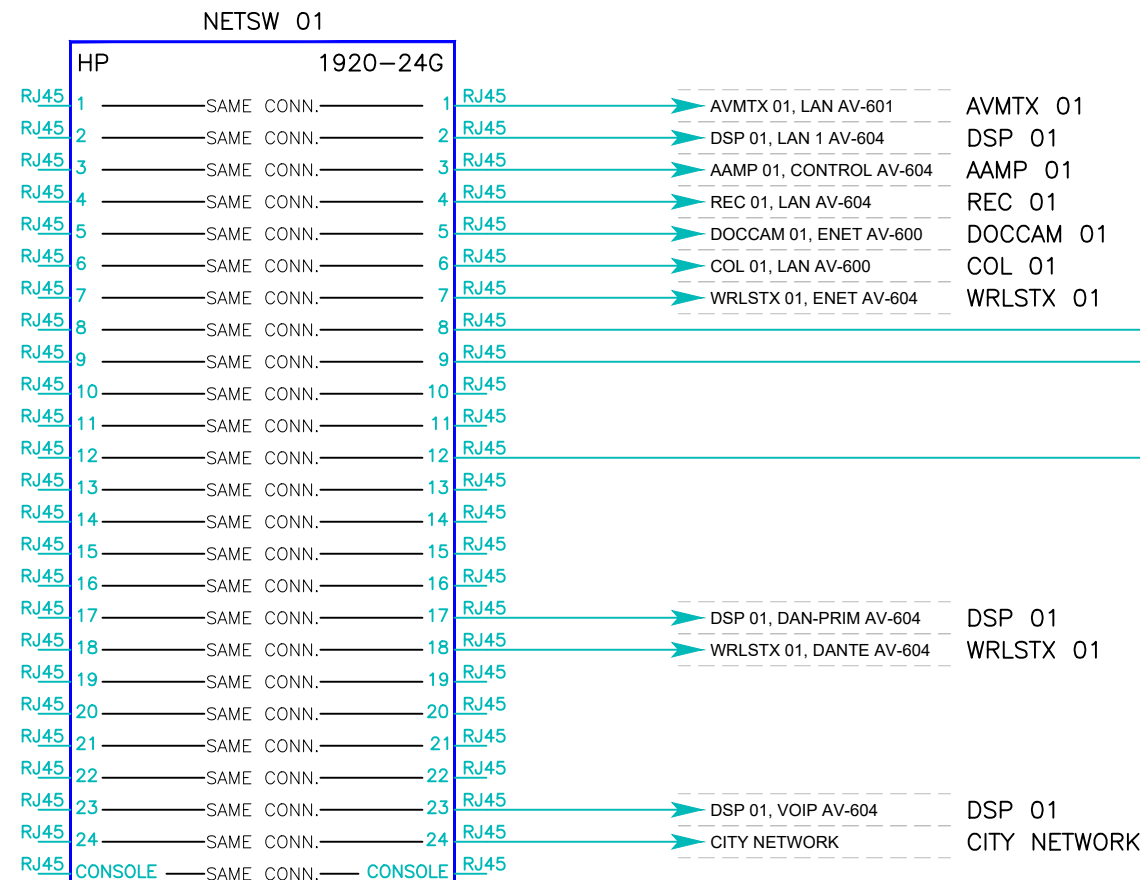 NETSW 01
HP 1920-24G
RJ45 1 SAME CONN. 1 RJ45 AVMTX 01, LAN AV-601 AVMTX 01
RJ45 2 SAME CONN. 2 RJ45 DSP 01, LAN 1 AV-604 DSP 01
RJ45 3 SAME CONN. 3 RJ45 AAMP 01, CONTROL AV-604 AAMP 01
RJ45 4 SAME CONN. 4 RJ45 REC 01, LAN AV-604 REC 01
RJ45 5 SAME CONN. 5 RJ45 DOCCAM 01, ENET AV-600 DOCCAM 01
RJ45 6 SAME CONN. 6 RJ45 COL 01, LAN AV-600 COL 01
RJ45 7 SAME CONN. 7 RJ45 WRLSTX 01, ENET AV-604 WRLSTX 01
RJ45 8 SAME CONN. 8 RJ45
RJ45 9 SAME CONN. 9 RJ45
RJ45 10 SAME CONN. 10 RJ45
RJ45 11 SAME CONN. 11 RJ45
RJ45 12 SAME CONN. 12 RJ45
RJ45 13 SAME CONN. 13 RJ45
RJ45 14 SAME CONN. 14 RJ45
RJ45 15 SAME CONN. 15 RJ45
RJ45 16 SAME CONN. 16 RJ45
RJ45 17 SAME CONN. 17 RJ45 DSP 01, DAN-PRIM AV-604 DSP 01
RJ45 18 SAME CONN. 18 RJ45 WRLSTX 01, DANTE AV-604 WRLSTX 01
RJ45 19 SAME CONN. 19 RJ45
RJ45 20 SAME CONN. 20 RJ45
RJ45 21 SAME CONN. 21 RJ45
RJ45 22 SAME CONN. 22 RJ45
RJ45 23 SAME CONN. 23 RJ45 DSP 01, VOIP AV-604 DSP 01
RJ45 24 SAME CONN. 24 RJ45 CITY NETWORK CITY NETWORK
RJ45 CONSOLE SAME CONN. CONSOLE RJ45